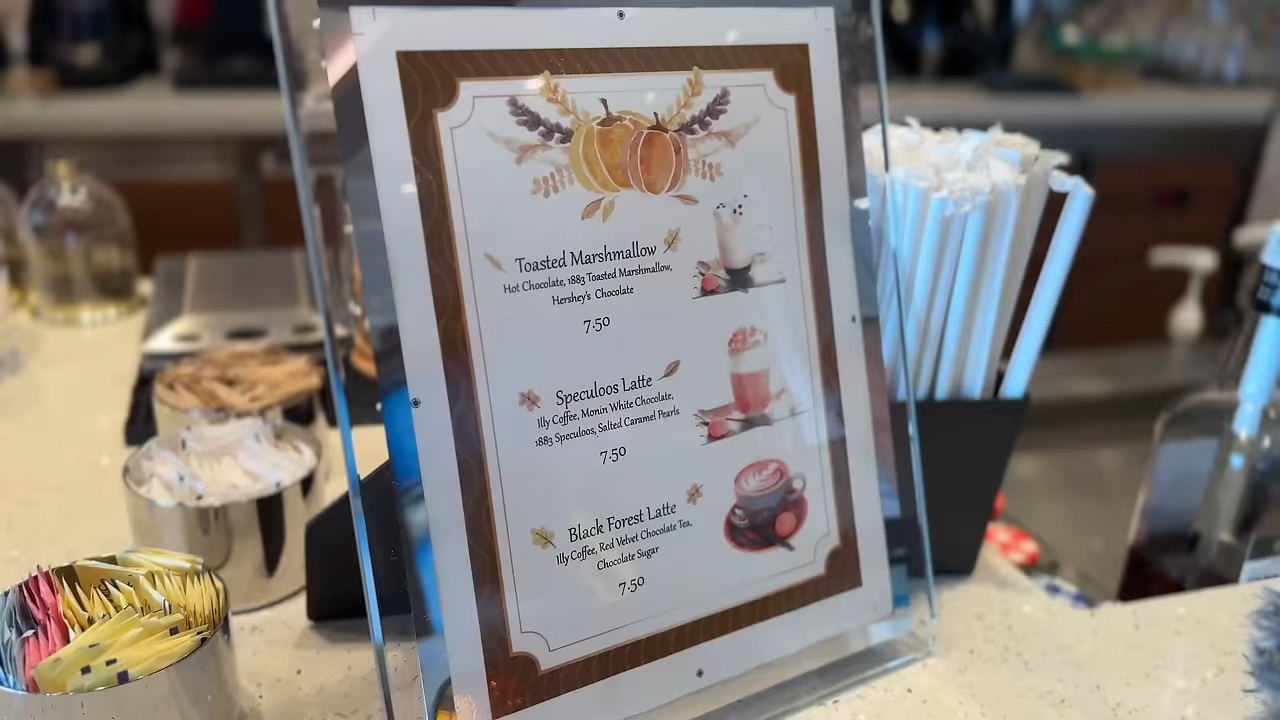 Toasted Marshmallow
Hot Chocolate, 1883 Toasted Marshmallow,
Hershey's Chocolate
7.50
Speculoos Latte
Illy Coffee, Monin White Chocolate,
1883 Speculoos, Salted Caramel Pearls
7.50
Black Forest Latte
Illy Coffee, Red Velvet Chocolate Tea,
Chocolate Sugar
7.50